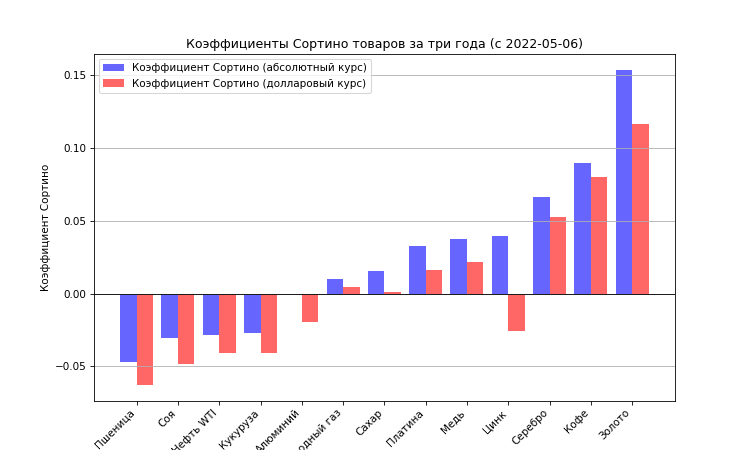 Коэффициенты Сортино товаров за три года (с 2022-05-06)
Коэффициент Сортино (абсолютный курс)
Коэффициент Сортино (долларовый курс)
Коэффициент Сортино
0.15
0.10
0.05
0.00
−0.05
Пшеница
Соя
Нефть WTI
Кукуруза
Алюминий
газ
Сахар
Платина
Медь
Цинк
Серебро
Кофе
Золото